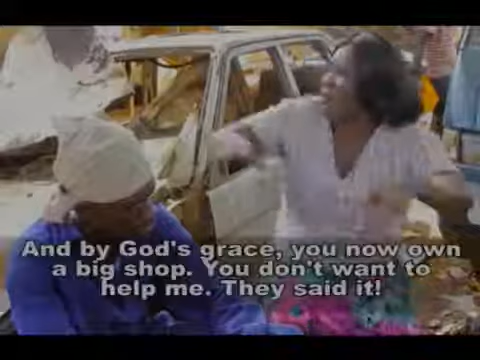 And by God's grace, you now own
a big shop. You don't want to
help me. They said it!